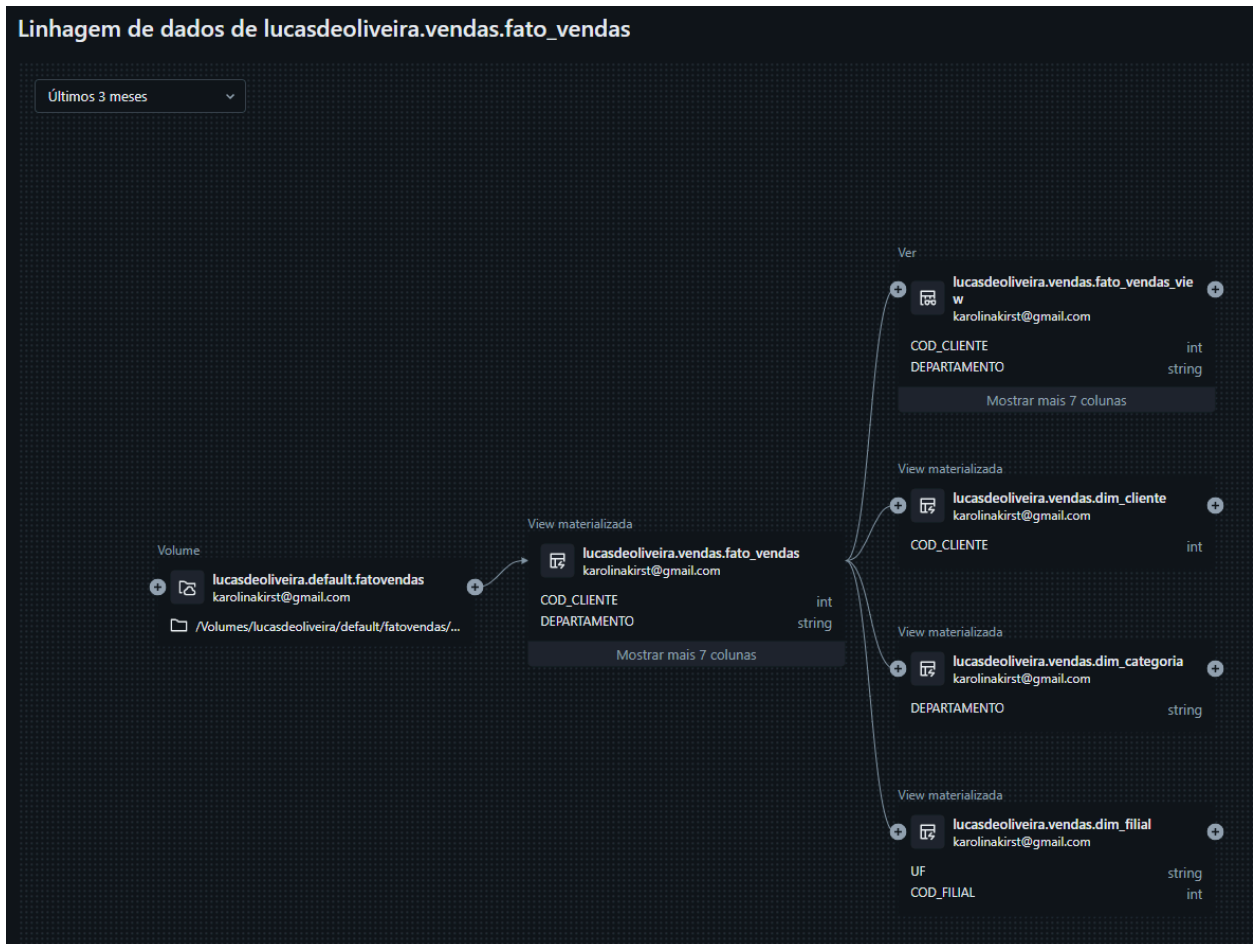 Linhagem de dados de lucasdeoliveira.vendas.fato_vendas
Últimos 3 meses
Volume
lucasdeoliveira.default.fatovendas
karolinakirst@gmail.com
/Volumes/lucasdeoliveira/default/fatovendas/...
View materializada
lucasdeoliveira.vendas.fato_vendas
karolinakirst@gmail.com
COD_CLIENTE int
DEPARTAMENTO string
Mostrar mais 7 colunas
Ver
lucasdeoliveira.vendas.fato_vendas_vie
w
karolinakirst@gmail.com
COD_CLIENTE int
DEPARTAMENTO string
Mostrar mais 7 colunas
View materializada
lucasdeoliveira.vendas.dim_cliente
karolinakirst@gmail.com
COD_CLIENTE int
View materializada
lucasdeoliveira.vendas.dim_categoria
karolinakirst@gmail.com
DEPARTAMENTO string
View materializada
lucasdeoliveira.vendas.dim_filial
karolinakirst@gmail.com
UF string
COD_FILIAL int